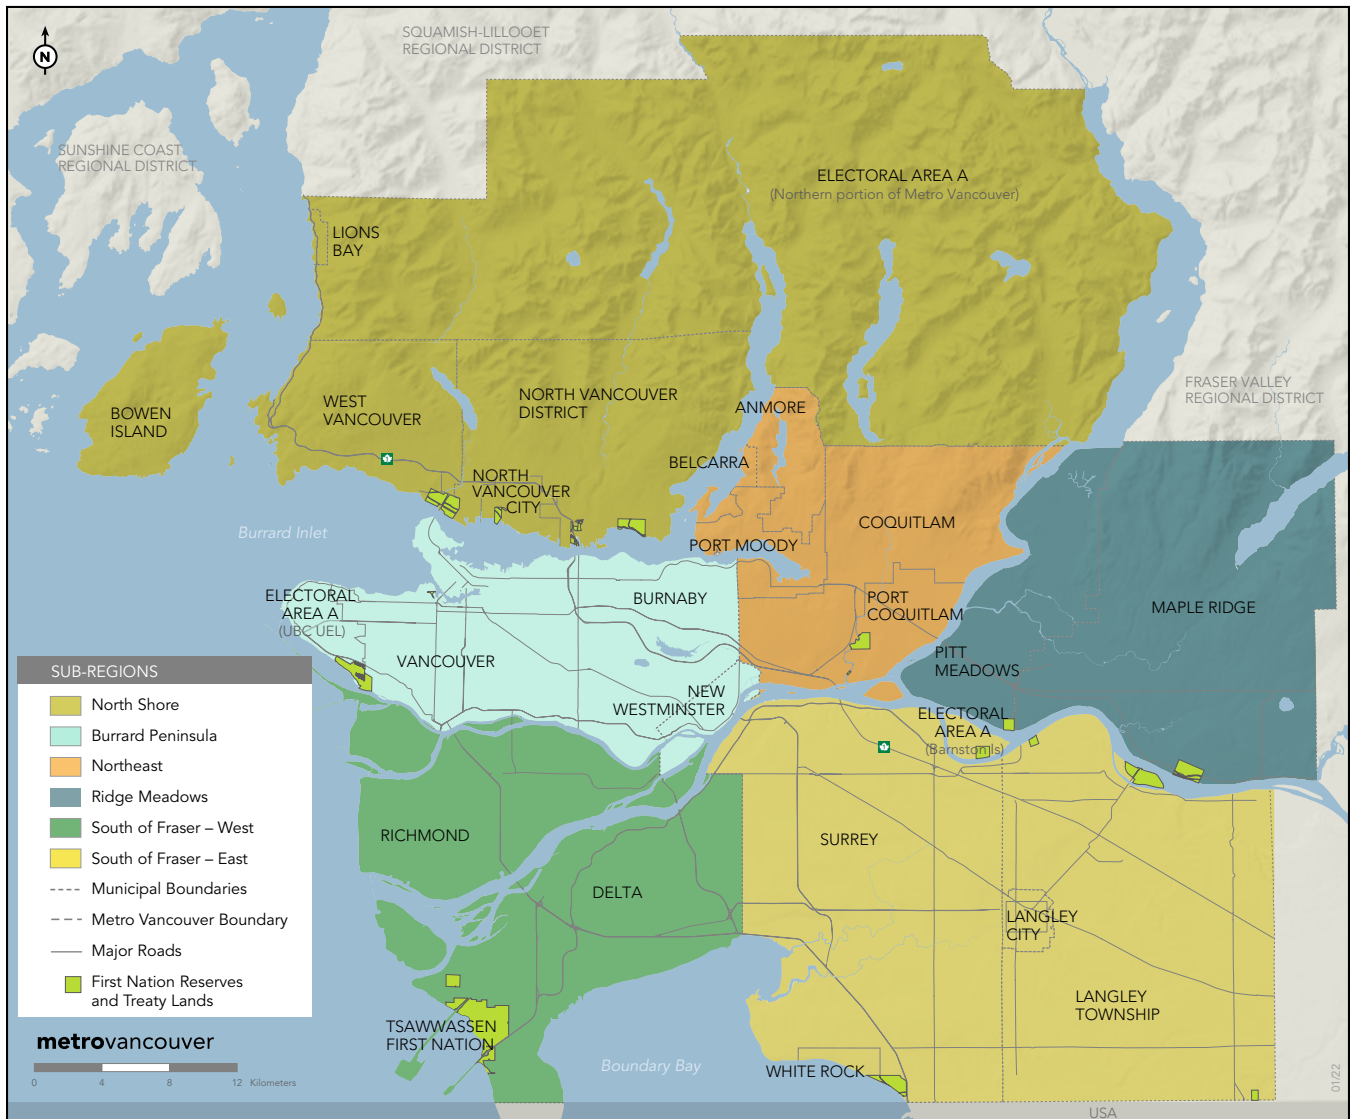 SQUAMISH-LILLOOET
REGIONAL DISTRICT
N
SUNSHINE COAST
REGIONAL DISTRICT
ELECTORAL AREA A
(Northern portion of Metro Vancouver)
LIONS
BAY
FRASER VALLEY
REGIONAL DISTRICT
BOWEN
ISLAND
WEST
VANCOUVER
NORTH VANCOUVER
DISTRICT
ANMORE
BELCARRA
1
NORTH
VANCOUVER
CITY
COQUITLAM
Burrard Inlet
PORT MOODY
ELECTORAL
AREA A
(UBC UEL)
BURNABY
PORT
COQUITLAM
MAPLE RIDGE
VANCOUVER
PITT
MEADOWS
NEW
WESTMINSTER
ELECTORAL
AREA A
(Barnston Is)
1
SUB-REGIONS
North Shore
Burrard Peninsula
Northeast
Ridge Meadows
South of Fraser – West
South of Fraser – East
Municipal Boundaries
Metro Vancouver Boundary
Major Roads
First Nation Reserves
and Treaty Lands
RICHMOND
SURREY
DELTA
LANGLEY
CITY
LANGLEY
TOWNSHIP
TSAWWASSEN
FIRST NATION
Boundary Bay
WHITE ROCK
metrovancouver
0 4 8 12 Kilometers
01/22
USA